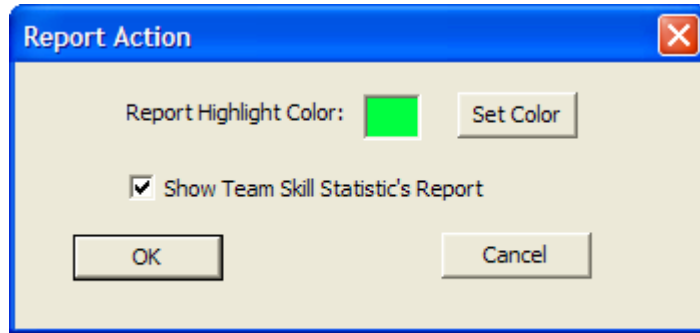 Report Action
Report Highlight Color: Set Color
Show Team Skill Statistic's Report
OK Cancel